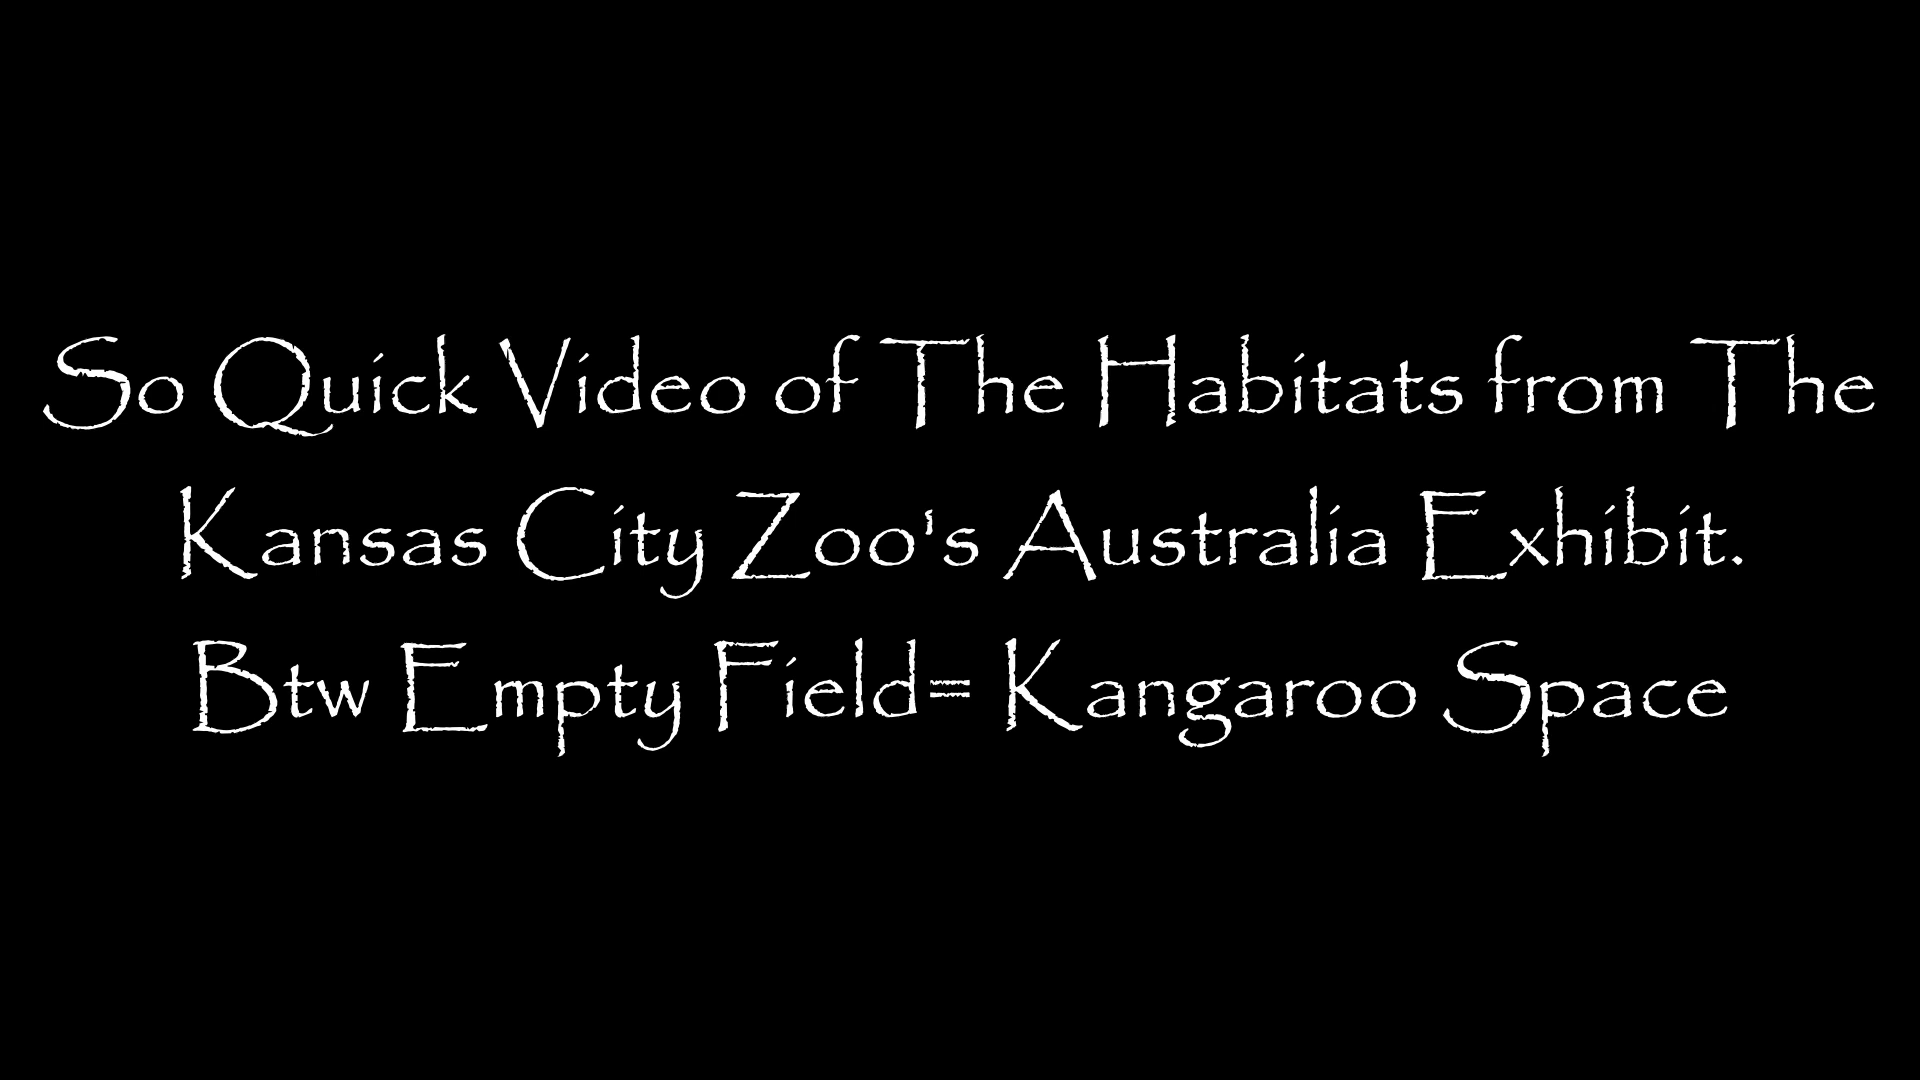 So Quick Video of The Habitats from The
Kansas City Zoo's Australia Exhibit.
Btw Empty Field= Kangaroo Space